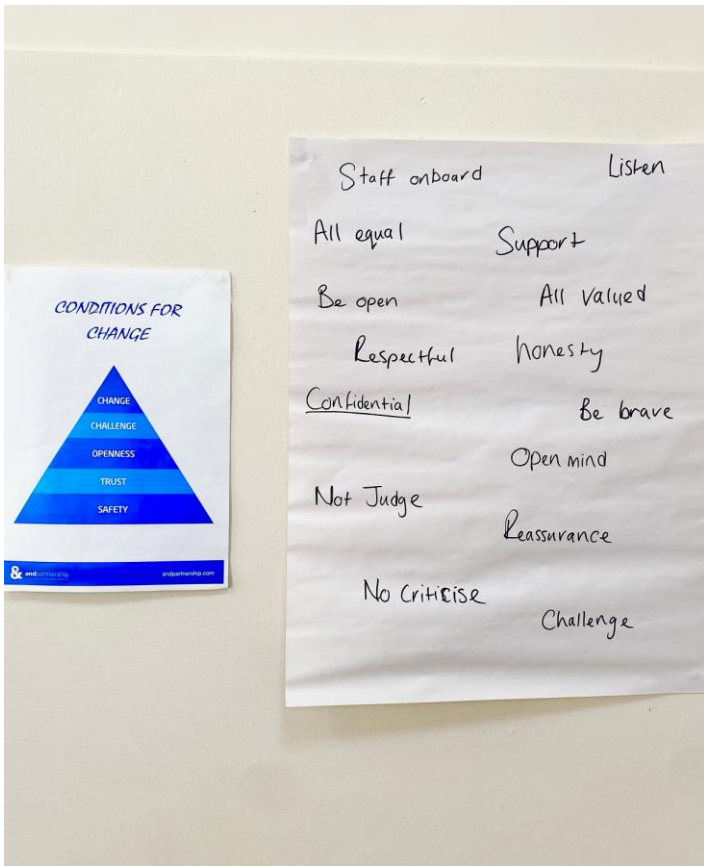 CONDITIONS FOR
CHANGE
CHANGE
CHALLENGE
OPENNESS
TRUST
SAFETY
& andpartnership
andpartnership.com
Staff onboard
Listen
All equal
Support
Be open
All valued
Respectful
honesty
Confidential
Be brave
Open mind
Not Judge
Reassurance
No Criticise
Challenge